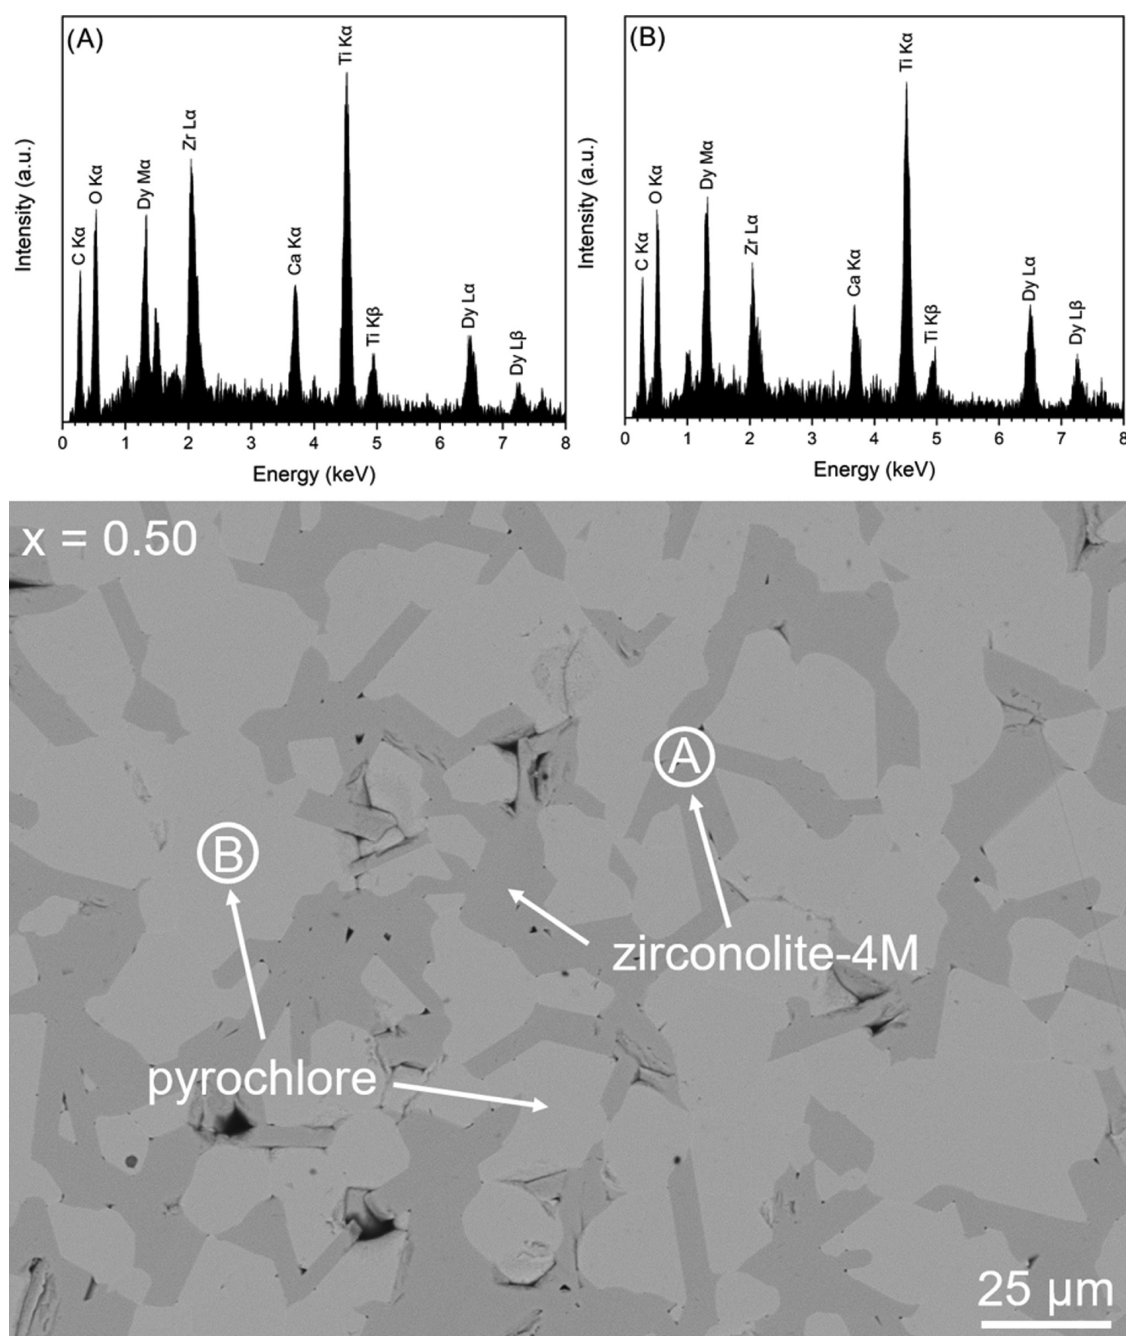 (A)
C Kα
O Kα
Dy Mα
Zr Lα
Ca Kα
Ti Kα
Ti Kβ
Dy Lα
Dy Lβ
Intensity (a.u.)
0 1 2 3 4 5 6 7 8
Energy (keV)
(B)
C Kα
O Kα
Dy Mα
Zr Lα
Ca Kα
Ti Kα
Ti Kβ
Dy Lα
Dy Lβ
Intensity (a.u.)
0 1 2 3 4 5 6 7 8
Energy (keV)
x = 0.50
A
B
zirconolite-4M
pyrochlore
25 µm